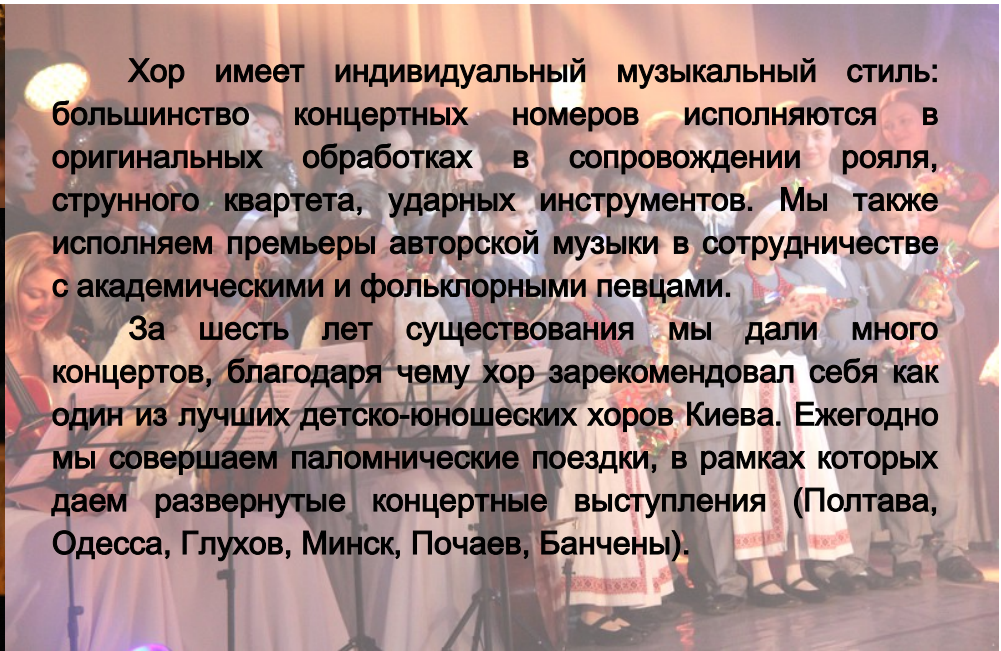 Хор имеет индивидуальный музыкальный стиль:
большинство концертных номеров исполняются в
оригинальных обработках в сопровождении рояля,
струнного квартета, ударных инструментов. Мы также
исполняем премьеры авторской музыки в сотрудничестве
с академическими и фольклорными певцами.
За шесть лет существования мы дали много
концертов, благодаря чему хор зарекомендовал себя как
один из лучших детско-юношеских хоров Киева. Ежегодно
мы совершаем паломнические поездки, в рамках которых
даем развернутые концертные выступления (Полтава,
Одесса, Глухов, Минск, Почаев, Банчены).